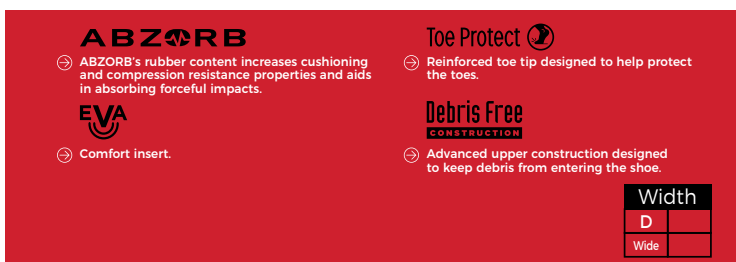 ABZORB
ABZORB's rubber content increases cushioning
and compression resistance properties and aids
in absorbing forceful impacts.
EVA
Comfort insert.
Toe Protect
Reinforced toe tip designed to help protect
the toes.
Debris Free
CONSTRUCTION
Advanced upper construction designed
to keep debris from entering the shoe.
Width
D
Wide